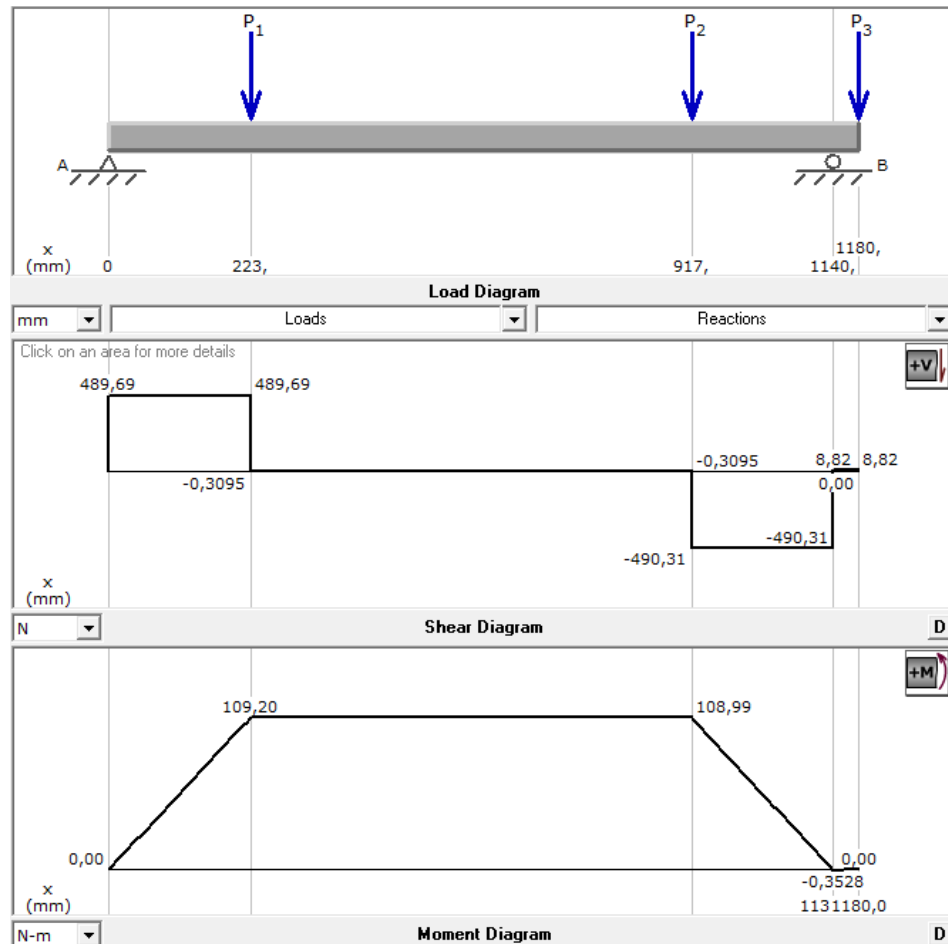 P1 P2 P3
A B
1180,
x
(mm) 0 223, 917, 1140,
Load Diagram
mm Loads Reactions
Click on an area for more details
+V
489,69 489,69
-0,3095 8,82 8,82
-0,3095 0,00
-490,31
-490,31
x
(mm)
N Shear Diagram D
+M
109,20 108,99
0,00 0,00
-0,3528
x
(mm) 1131180,0
N-m Moment Diagram D